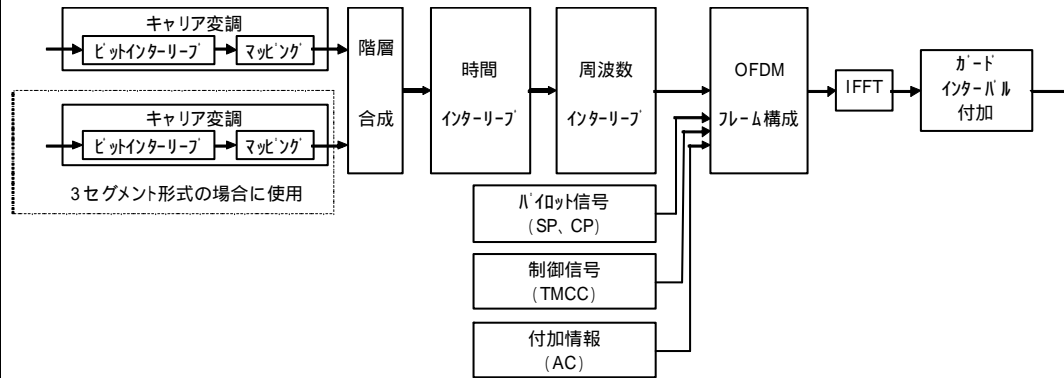 キャリア変調
ビットインターリーブ
マッピング
階層
合成
時間
インターリーブ
周波数
インターリーブ
OFDM
フレーム構成
IFFT
ガード
インターバル
付加
キャリア変調
ビットインターリーブ
マッピング
3セグメント形式の場合に使用
パイロット信号
(SP、CP)
制御信号
(TMCC)
付加情報
(AC)